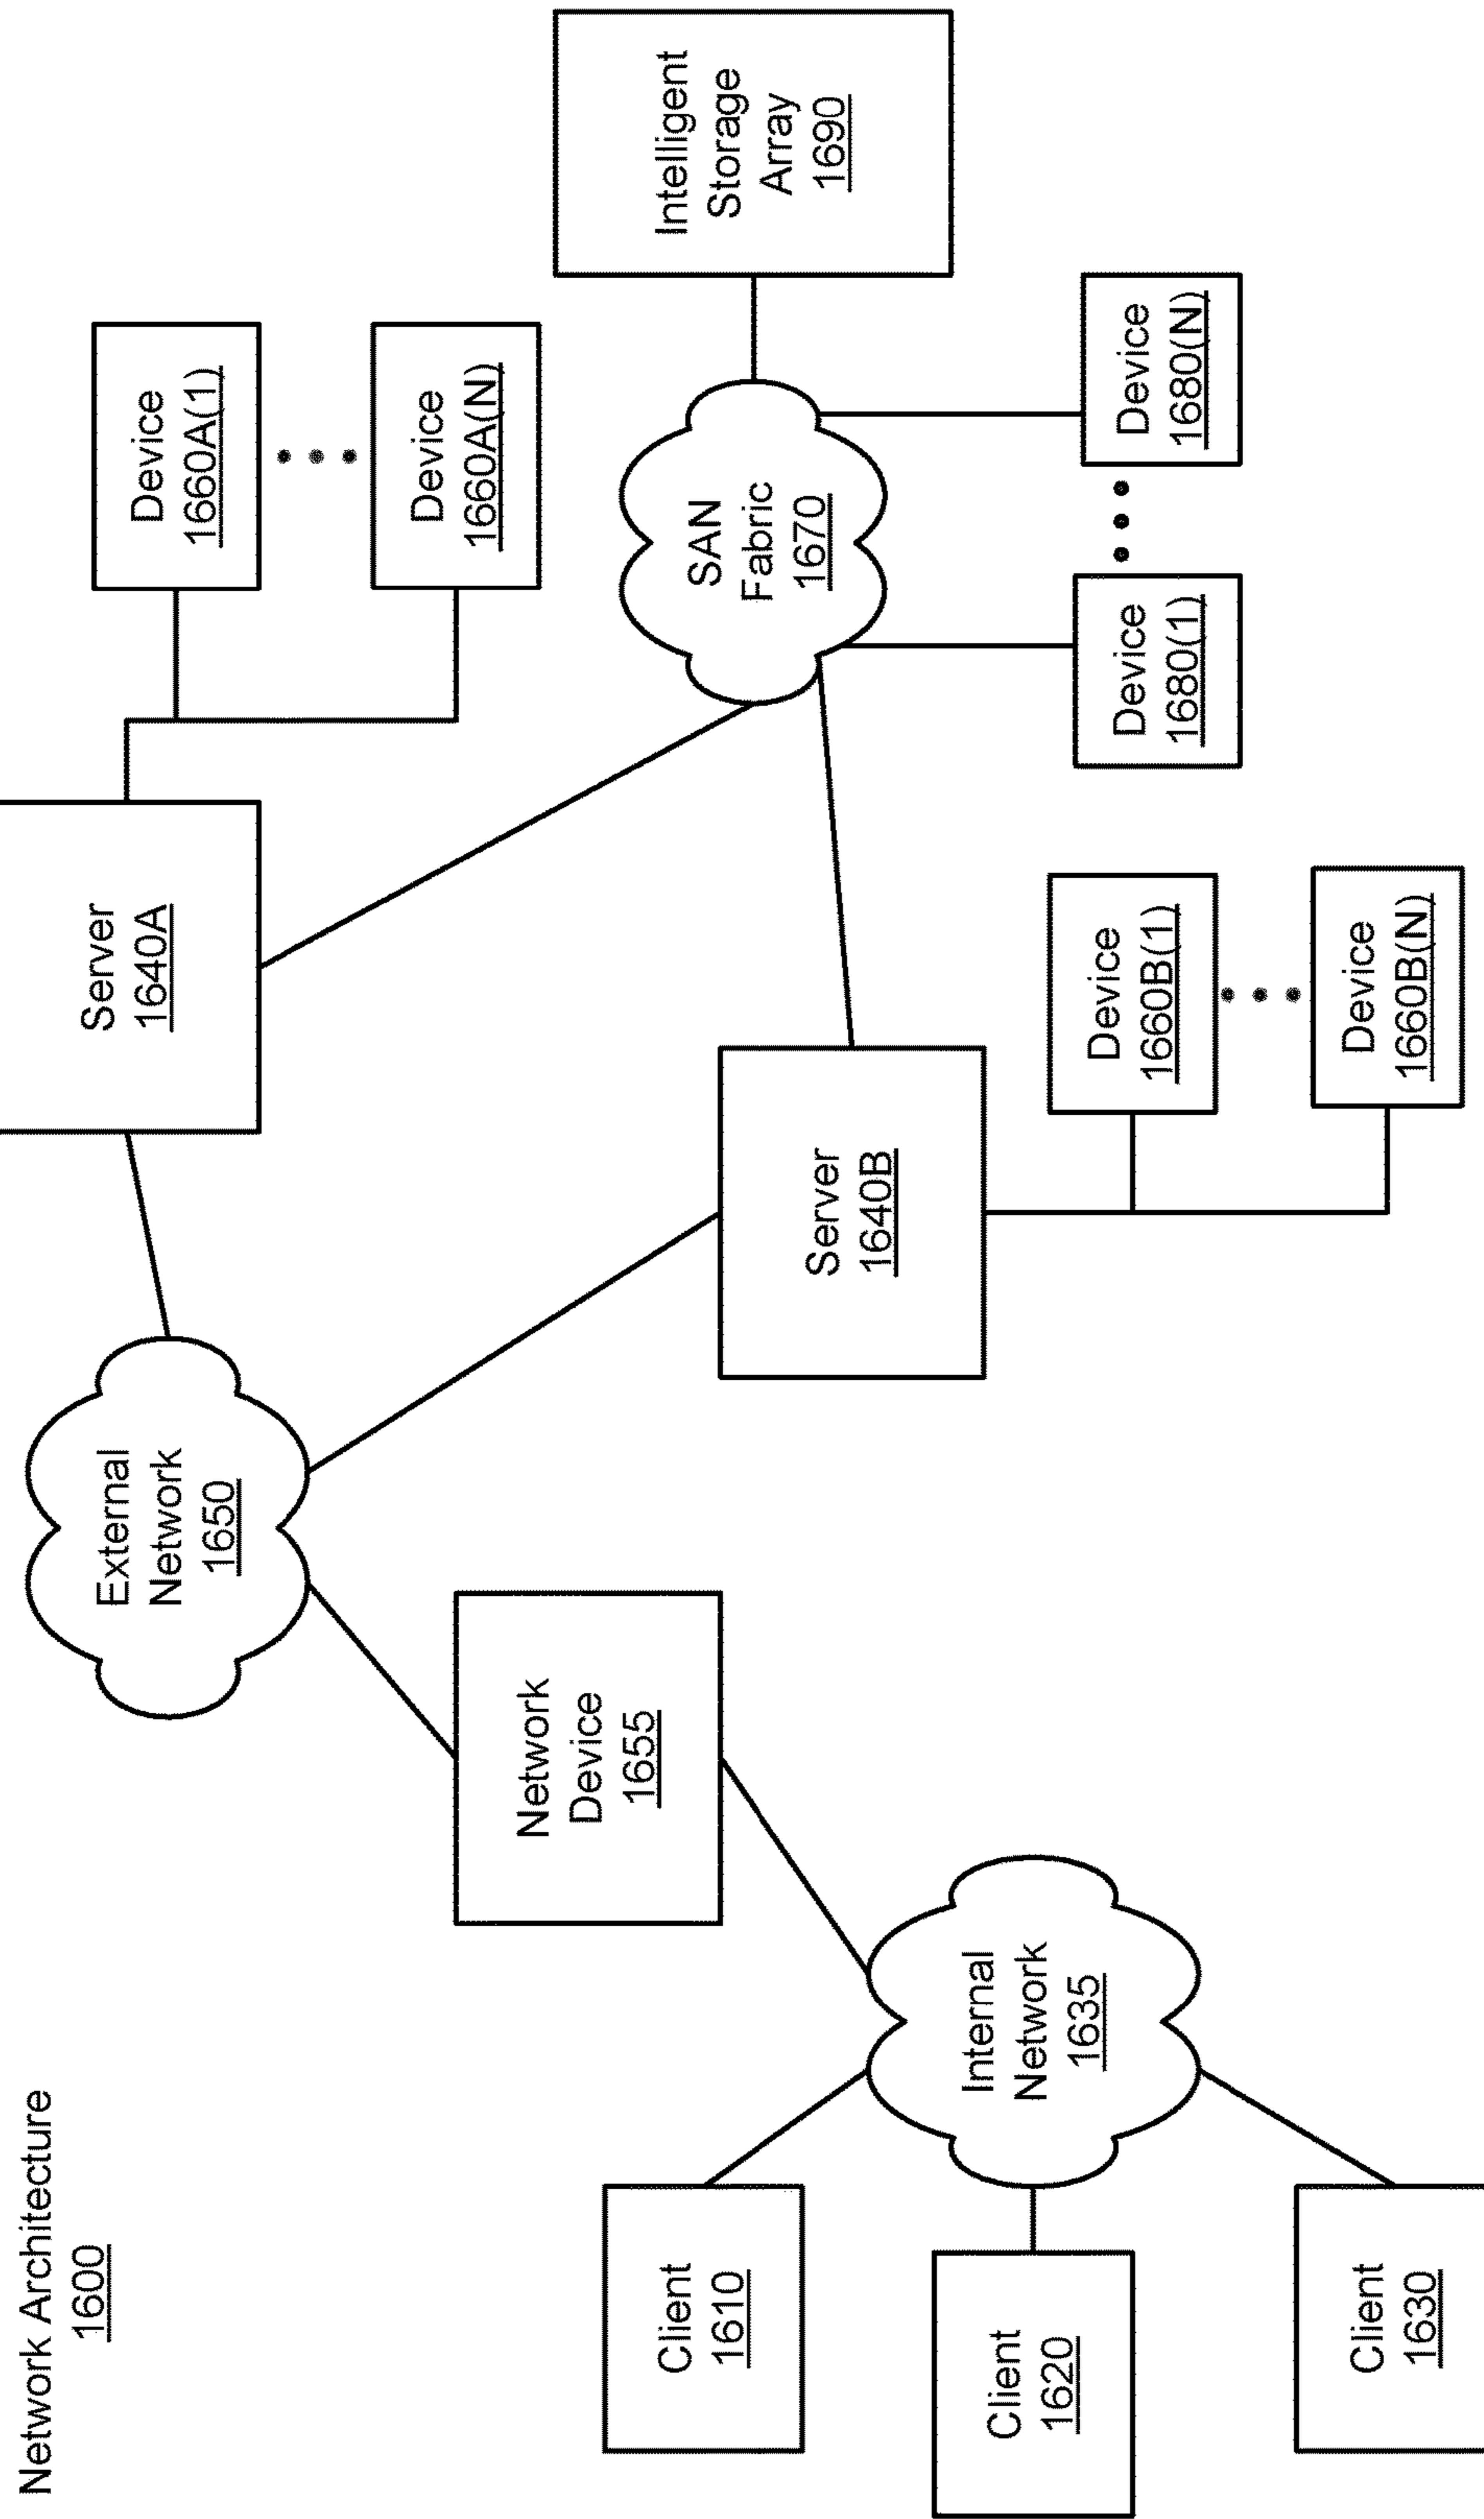 Network Architecture
1600
Client
1610
Client
1620
Client
1630
Internal
Network
1635
Network
Device
1655
External
Network
1650
Server
1640A
Server
1640B
Device
1660A(1)
Device
1660A(N)
Device
1660B(1)
Device
1660B(N)
SAN
Fabric
1670
Device
1680(1)
Device
1680(N)
Intelligent
Storage
Array
1690